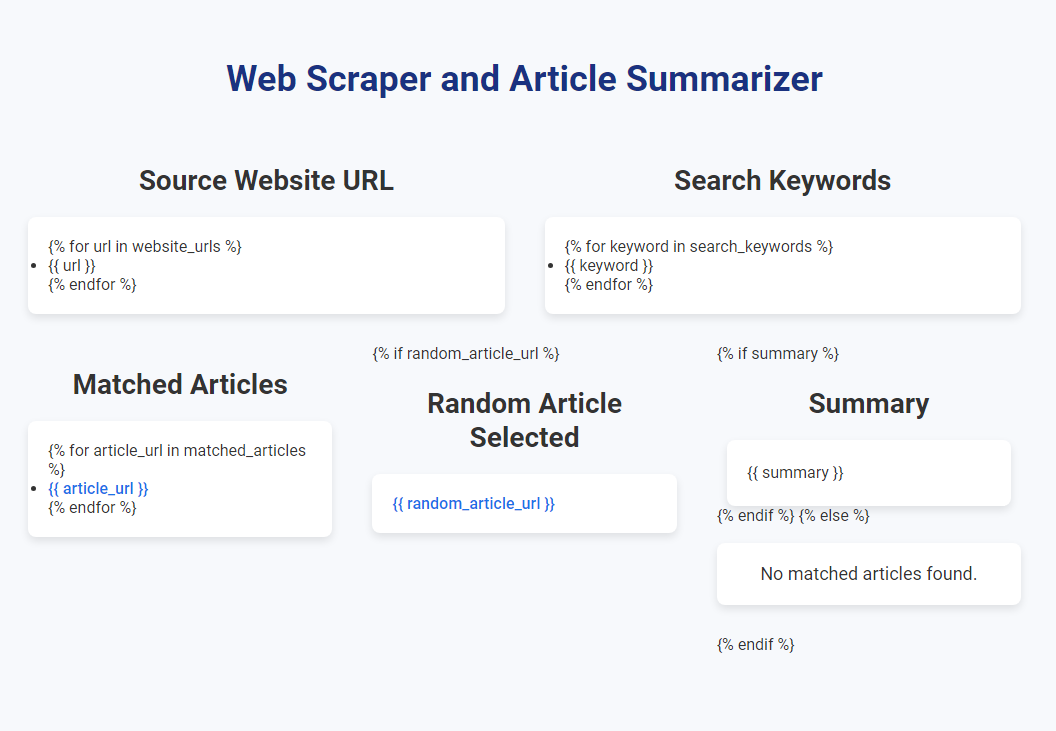 Web Scraper and Article Summarizer
Source Website URL
{% for url in website_urls %}
{{ url }}
{% endfor %}
Search Keywords
{% for keyword in search_keywords %}
{{ keyword }}
{% endfor %}
Matched Articles
{% for article_url in matched_articles
%}
{{ article_url }}
{% endfor %}
{% if random_article_url %}
Random Article
Selected
{{ random_article_url }}
{% if summary %}
Summary
{{ summary }}
{% endif %} {% else %}
No matched articles found.
{% endif %}